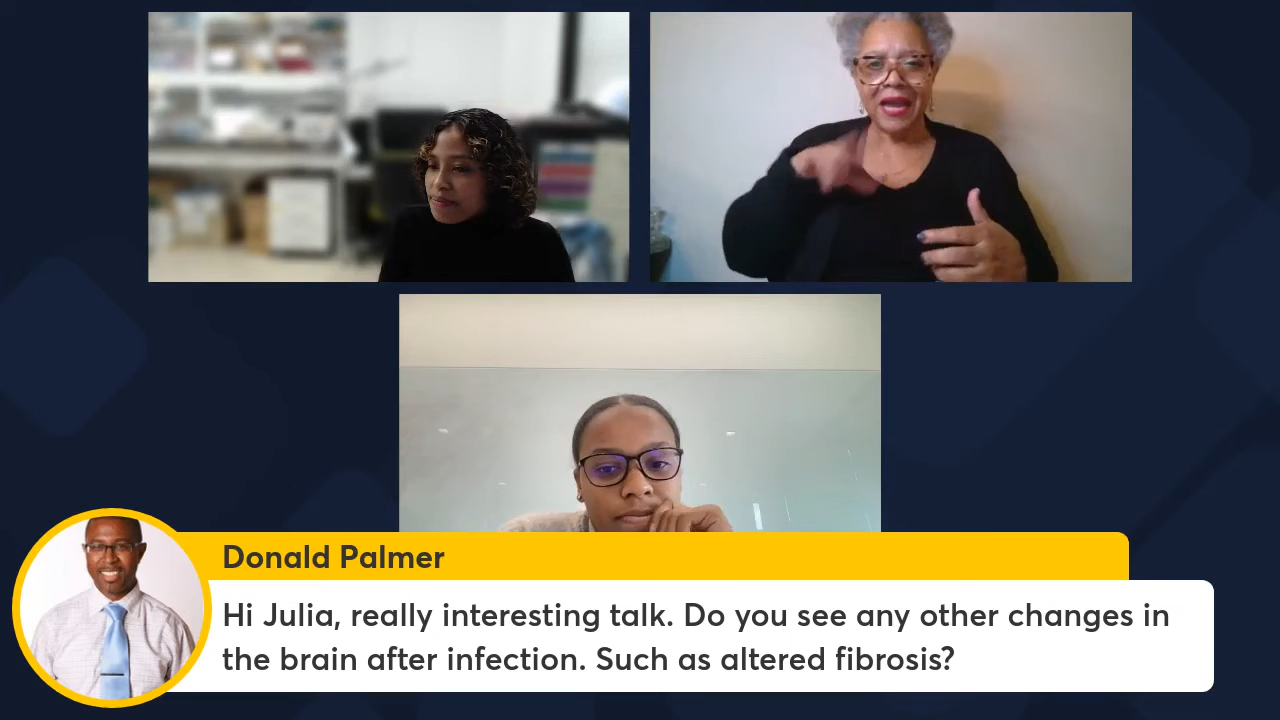 Donald Palmer
Hi Julia, really interesting talk. Do you see any other changes in
the brain after infection. Such as altered fibrosis?